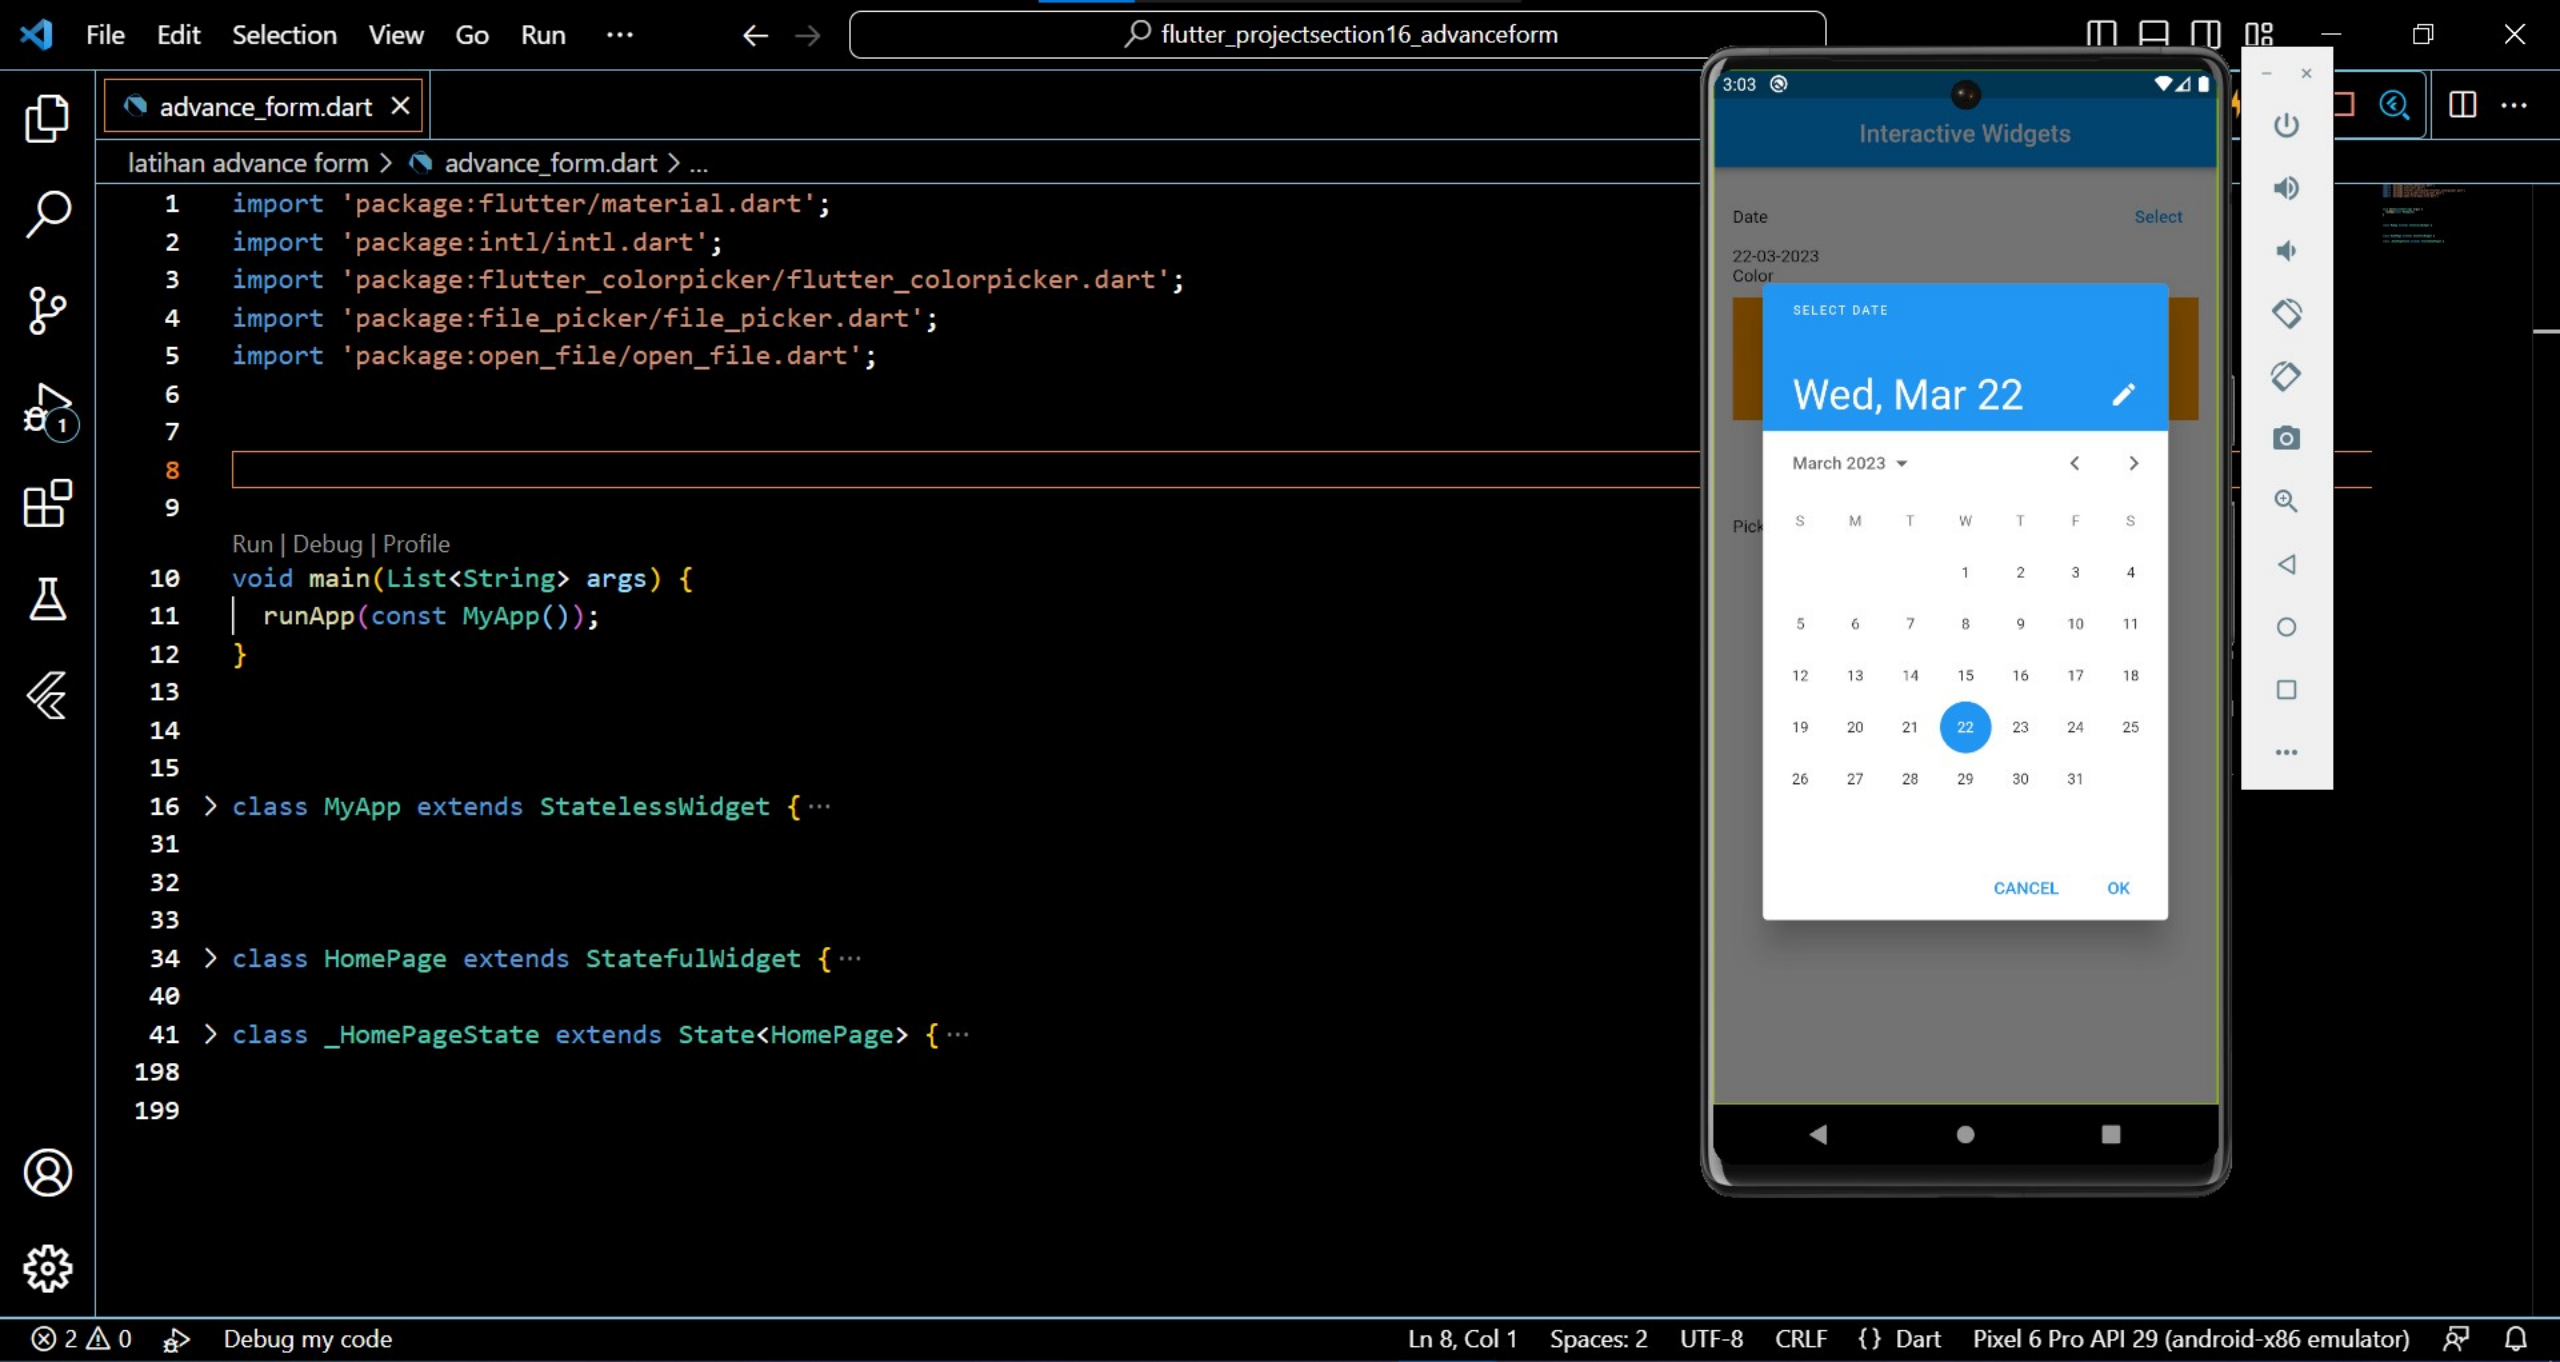 File Edit Selection View Go Run ···
flutter_projectsection16_advanceform
advance_form.dart
latihan advance form > advance_form.dart > ...
1 import 'package:flutter/material.dart';
2 import 'package:intl/intl.dart';
3 import 'package:flutter_colorpicker/flutter_colorpicker.dart';
4 import 'package:file_picker/file_picker.dart';
5 import 'package:open_file/open_file.dart';
6
7
8
9
Run | Debug | Profile
10 void main(List<String> args) {
11 runApp(const MyApp());
12 }
13
14
15
16 > class MyApp extends StatelessWidget {···
31
32
33
34 > class HomePage extends StatefulWidget {···
40
41 > class _HomePageState extends State<HomePage> {···
198
199
1
3:03
Interactive Widgets
Date Select
22-03-2023
Color
SELECT DATE
Wed, Mar 22
March 2023
Pick
S M T W T F S
1 2 3 4
5 6 7 8 9 10 11
12 13 14 15 16 17 18
19 20 21 22 23 24 25
26 27 28 29 30 31
CANCEL OK
2 0 Debug my code
Ln 8, Col 1 Spaces: 2 UTF-8 CRLF {} Dart Pixel 6 Pro API 29 (android-x86 emulator)